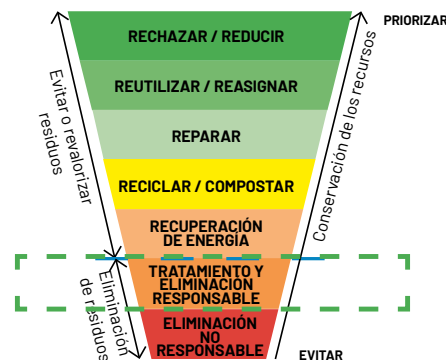 PRIORIZAR
RECHAZAR / REDUCIR
REUTILIZAR / REASIGNAR
REPARAR
RECICLAR / COMPOSTAR
RECUPERACIÓN
DE ENERGÍA
TRATAMIENTO Y
ELIMINACIÓN
RESPONSABLE
ELIMINACIÓN
NO
RESPONSABLE
EVITAR
Evitar o revalorizar
residuos
Eliminación
de residuos
Conservación de los recursos